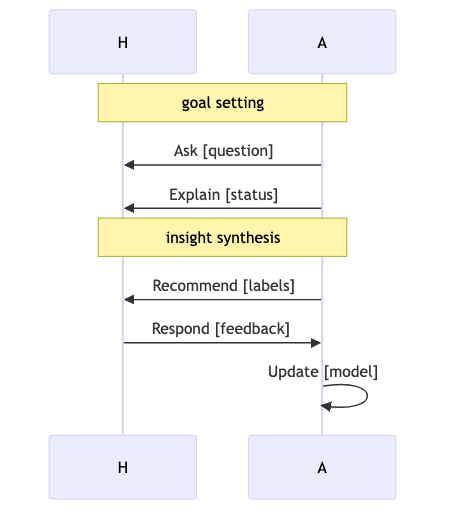 H A
goal setting
Ask [question]
Explain [status]
insight synthesis
Recommend [labels]
Respond [feedback]
Update [model]
H A